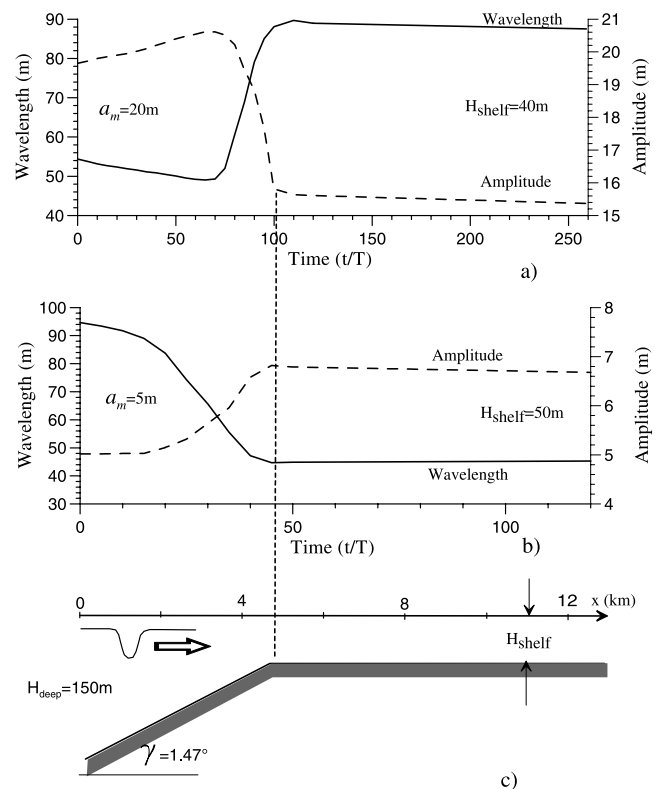 90
80
70
60
50
40
Wavelength (m)
a_m=20m
Wavelength
H_shelf=40m
Amplitude
21
20
19
18
17
16
15
Amplitude (m)
0 50 100 150 200 250
Time (t/T)
a)
100
90
80
70
60
50
40
30
Wavelength (m)
a_m=5m
Amplitude
H_shelf=50m
Wavelength
8
7
6
5
4
Amplitude (m)
0 50 100
Time (t/T)
b)
0 4 8 12 x (km)
H_shelf
H_deep=150m
γ=1.47°
c)